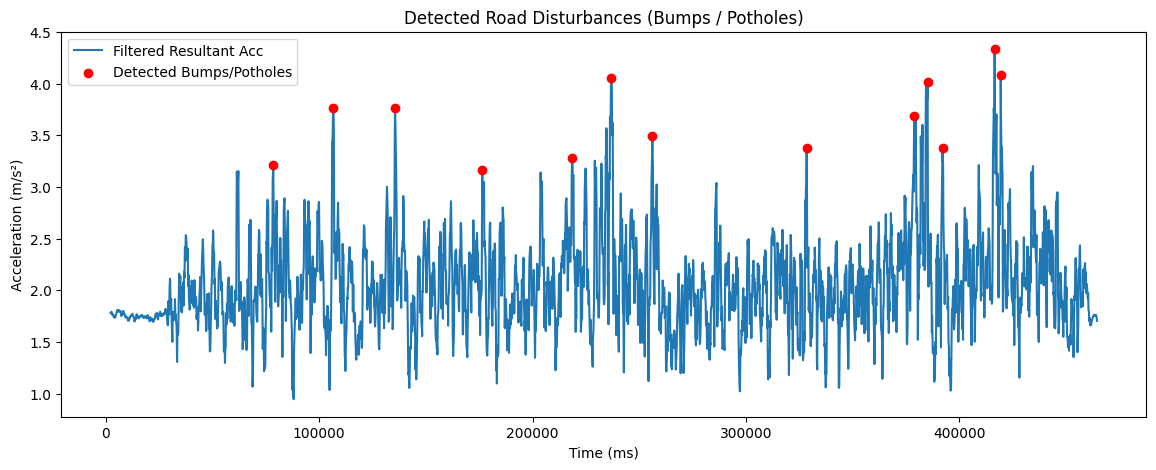 Detected Road Disturbances (Bumps / Potholes)
Filtered Resultant Acc
Detected Bumps/Potholes
Acceleration (m/s²)
4.5
4.0
3.5
3.0
2.5
2.0
1.5
1.0
0
100000
200000
300000
400000
Time (ms)